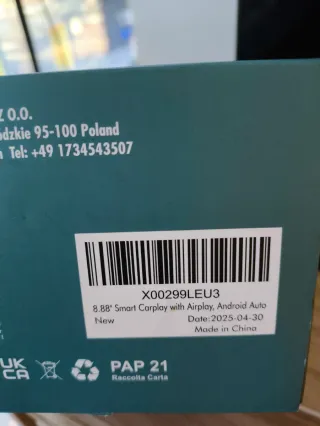 Z O.O.
ódzkie 95-100 Poland
Tel: +49 1734543507
X00299LEU3
8.88" Smart Carplay with Airplay, Android Auto
New
Date:2025-04-30
Made in China
UK
CA
PAP 21
Raccolta Carta